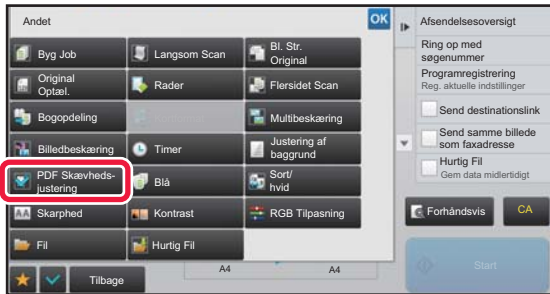 Andet
OK
Byg Job
Langsom Scan
Bl. Str.
Original
Original
Optæl.
Rader
Flersidet Scan
Bogopdeling
Multibeskæring
Billedbeskæring
Timer
Justering af
baggrund
PDF Skævheds-
justering
Blå
Sort/
hvid
AA Skarphed
Kontrast
RGB Tilpasning
Fil
Hurtig Fil
Tilbage
A4
A4
Afsendelsesoversigt
Ring op med
søgenummer
Programregistrering
Reg. aktuelle indstillinger
Send destinationslink
Send samme billede
som faxadresse
Hurtig Fil
Gem data midlertidigt
Forhåndsvis
CA
Start